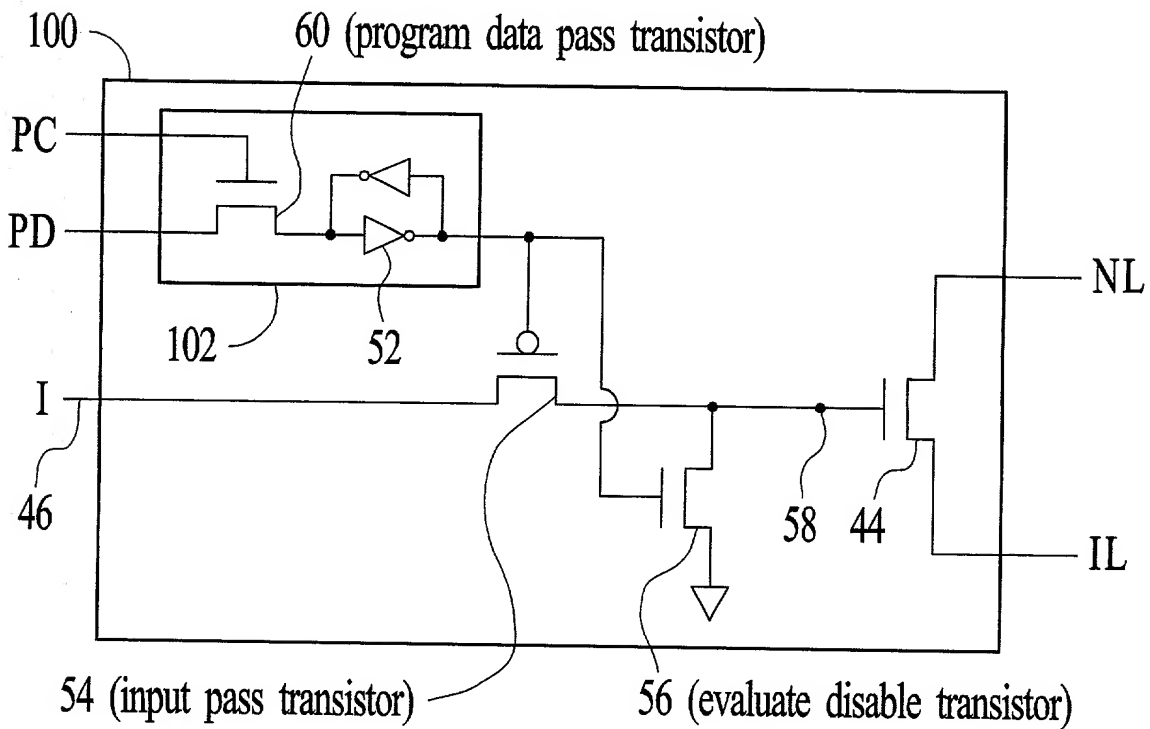 100
60 (program data pass transistor)
PC
PD
NL
102
52
I
46
58
44
IL
54 (input pass transistor)
56 (evaluate disable transistor)